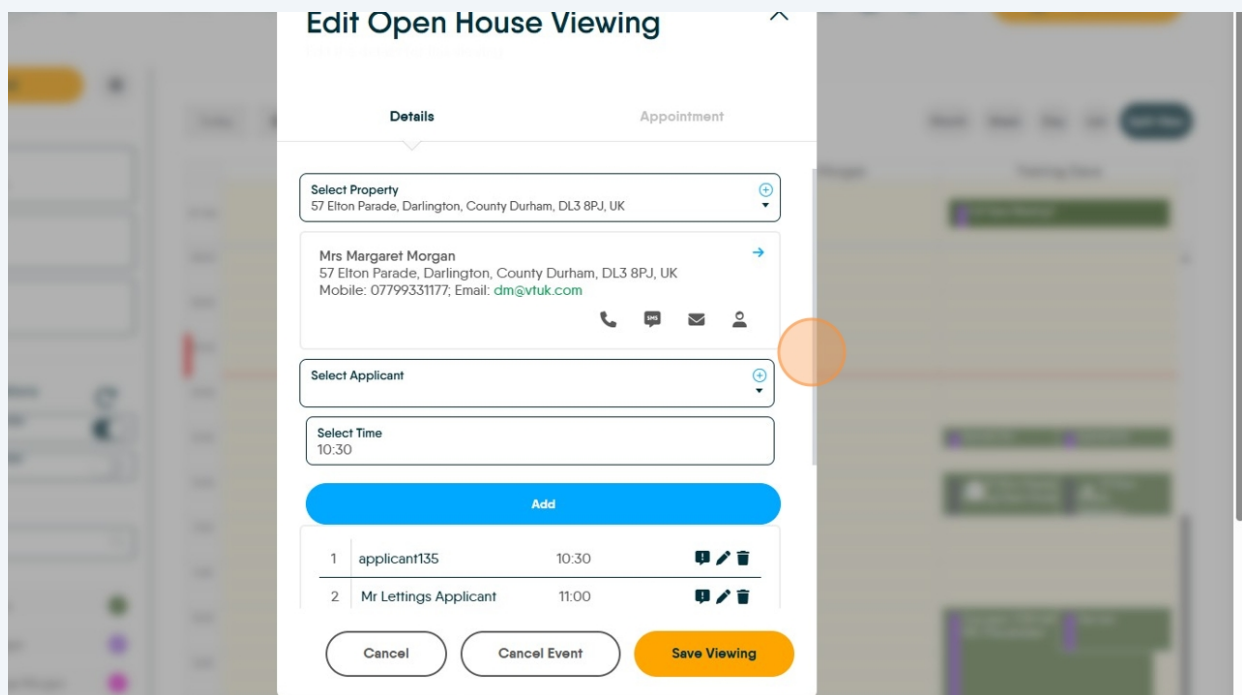 Edit Open House Viewing
Details
Appointment
Select Property
57 Elton Parade, Darlington, County Durham, DL3 8PJ, UK
Mrs Margaret Morgan
57 Elton Parade, Darlington, County Durham, DL3 8PJ, UK
Mobile: 07799331177; Email: dm@vtuk.com
SMS
Select Applicant
Select Time
10:30
Add
1 applicant135 10:30
2 Mr Lettings Applicant 11:00
Cancel
Cancel Event
Save Viewing